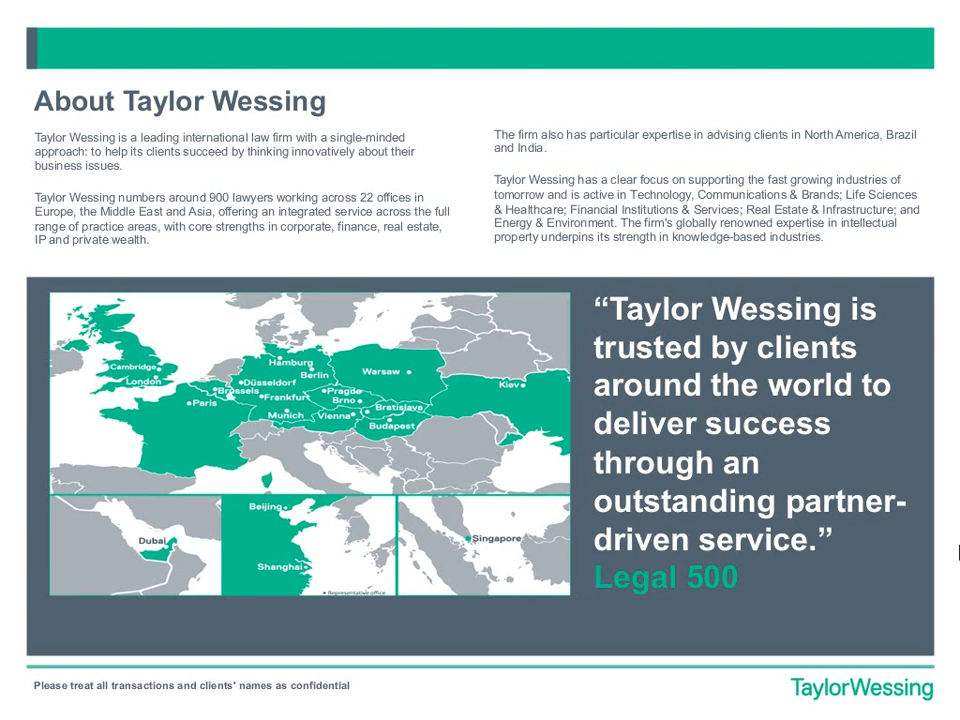 About Taylor Wessing
Taylor Wessing is a leading international law firm with a single-minded
approach: to help its clients succeed by thinking innovatively about their
business issues.
Taylor Wessing numbers around 900 lawyers working across 22 offices in
Europe, the Middle East and Asia, offering an integrated service across the full
range of practice areas, with core strengths in corporate, finance, real estate,
IP and private wealth.
The firm also has particular expertise in advising clients in North America, Brazil
and India.
Taylor Wessing has a clear focus on supporting the fast growing industries of
tomorrow and is active in Technology, Communications & Brands; Life Sciences
& Healthcare; Financial Institutions & Services; Real Estate & Infrastructure; and
Energy & Environment. The firm's globally renowned expertise in intellectual
property underpins its strength in knowledge-based industries.
Cambridge
London
Hamburg
Berlin
Warsaw
Düsseldorf
Brussels
Frankfurt
Prague
Brno
Kiev
Paris
Munich
Vienna
Bratislava
Budapest
Beijing
Dubai
Shanghai
Singapore
• Representative office
“Taylor Wessing is
trusted by clients
around the world to
deliver success
through an
outstanding partner-
driven service.”
Legal 500
Please treat all transactions and clients' names as confidential
TaylorWessing